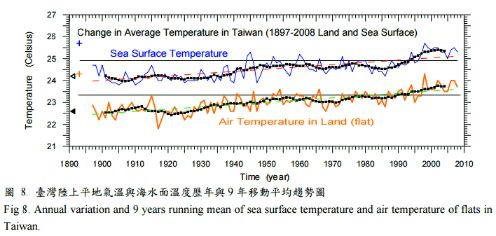 Change in Average Temperature in Taiwan (1897-2008 Land and Sea Surface)
Sea Surface Temperature
Air Temperature in Land (flat)
Temperature (Celsius)
27
26
25
24
23
22
21
1890 1900 1910 1920 1930 1940 1950 1960 1970 1980 1990 2000 2010
Time (year)
圖 8. 臺灣陸上平地氣溫與海水面溫度歷年與 9 年移動平均趨勢圖
Fig 8. Annual variation and 9 years running mean of sea surface temperature and air temperature of flats in
Taiwan.